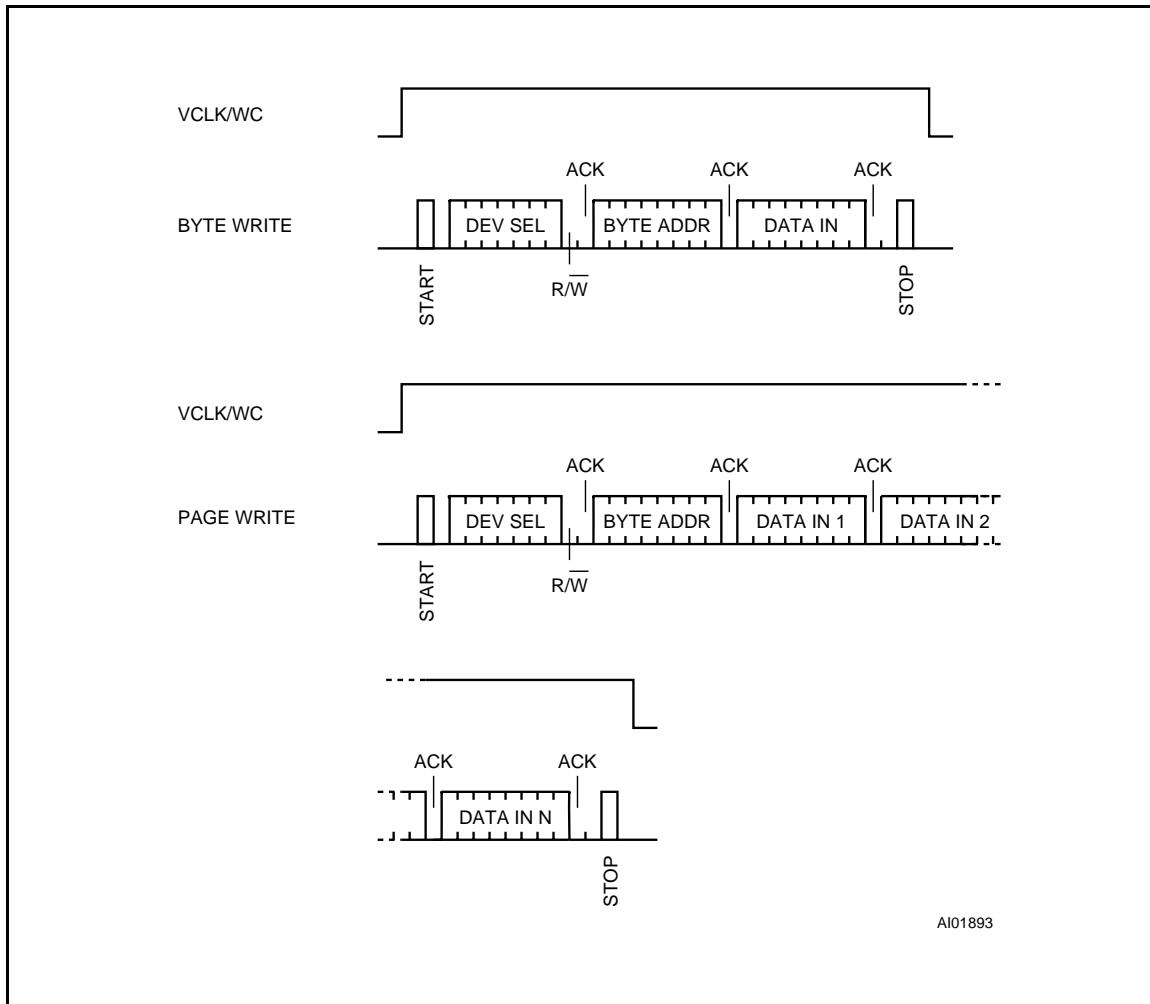 VCLK/WC
ACK ACK ACK
BYTE WRITE DEV SEL BYTE ADDR DATA IN
R/W̅
START STOP
VCLK/WC
ACK ACK ACK
PAGE WRITE DEV SEL BYTE ADDR DATA IN 1 DATA IN 2
R/W̅
START
ACK ACK
DATA IN N
STOP
AI01893